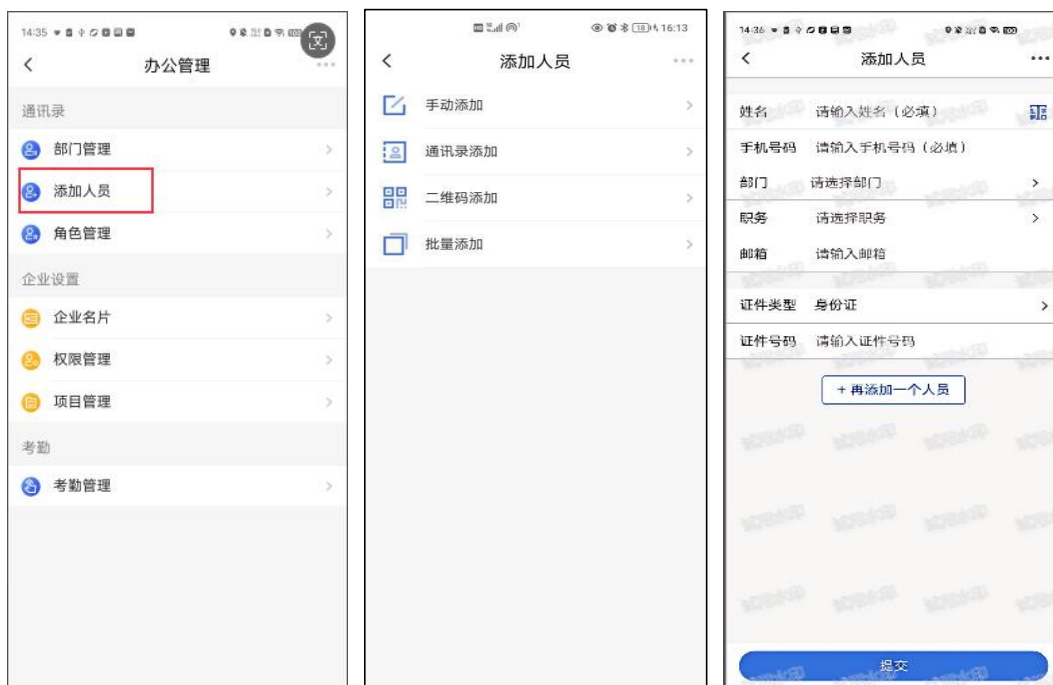 14:35
办公管理
通讯录
部门管理
添加人员
角色管理
企业设置
企业名片
权限管理
项目管理
考勤
考勤管理
16:13
添加人员
手动添加
通讯录添加
二维码添加
批量添加
14:36
添加人员
姓名 请输入姓名（必填）
手机号码 请输入手机号码（必填）
部门 请选择部门
职务 请选择职务
邮箱 请输入邮箱
证件类型 身份证
证件号码 请输入证件号码
+ 再添加一个人员
提交